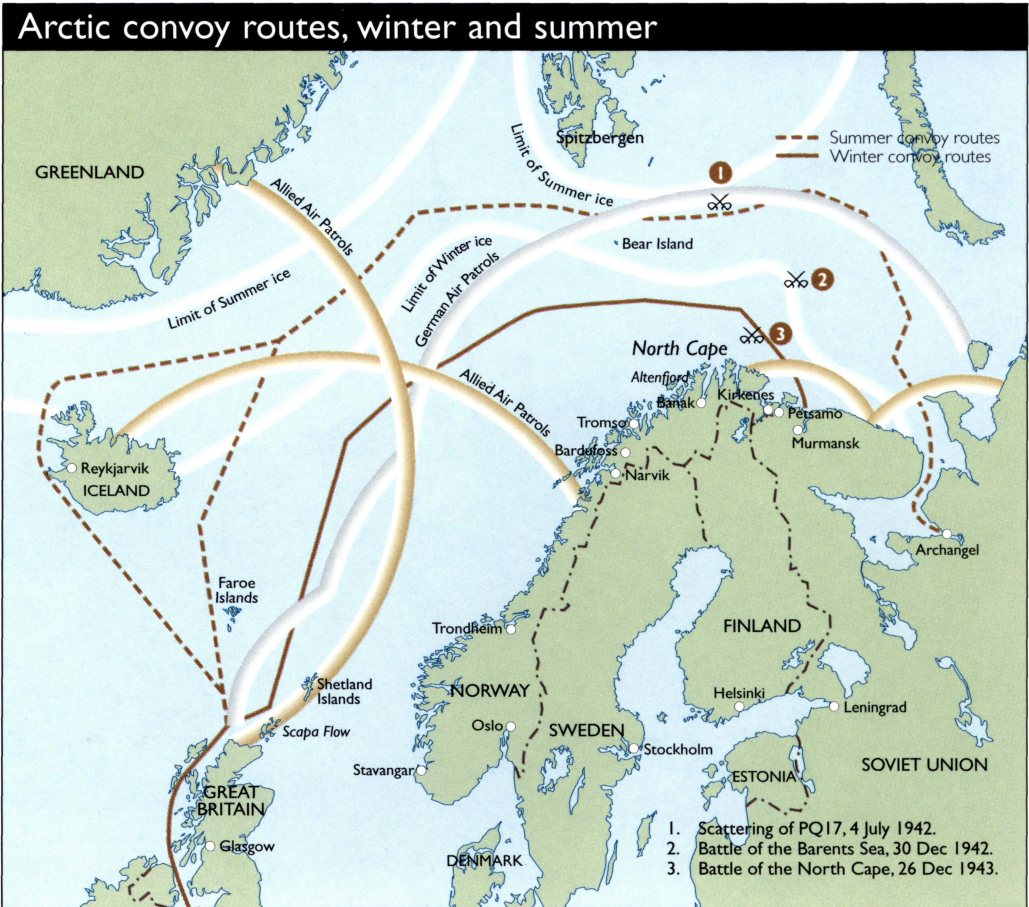 Arctic convoy routes, winter and summer
GREENLAND
Spitzbergen
Summer convoy routes
Winter convoy routes
Limit of Summer ice
Allied Air Patrols
Bear Island
Limit of Winter ice
German Air Patrols
Limit of Summer ice
1
2
3
North Cape
Altenfjord
Banak
Kirkenes
Petsamo
Murmansk
Allied Air Patrols
Tromso
Bardufoss
Narvik
Reykjarvik
ICELAND
Archangel
Faroe
Islands
Trondheim
FINLAND
Shetland
Islands
NORWAY
Helsinki
Leningrad
Scapa Flow
Oslo
SWEDEN
Stockholm
Stavangar
ESTONIA
SOVIET UNION
GREAT
BRITAIN
Glasgow
DENMARK
1. Scattering of PQ17, 4 July 1942.
2. Battle of the Barents Sea, 30 Dec 1942.
3. Battle of the North Cape, 26 Dec 1943.